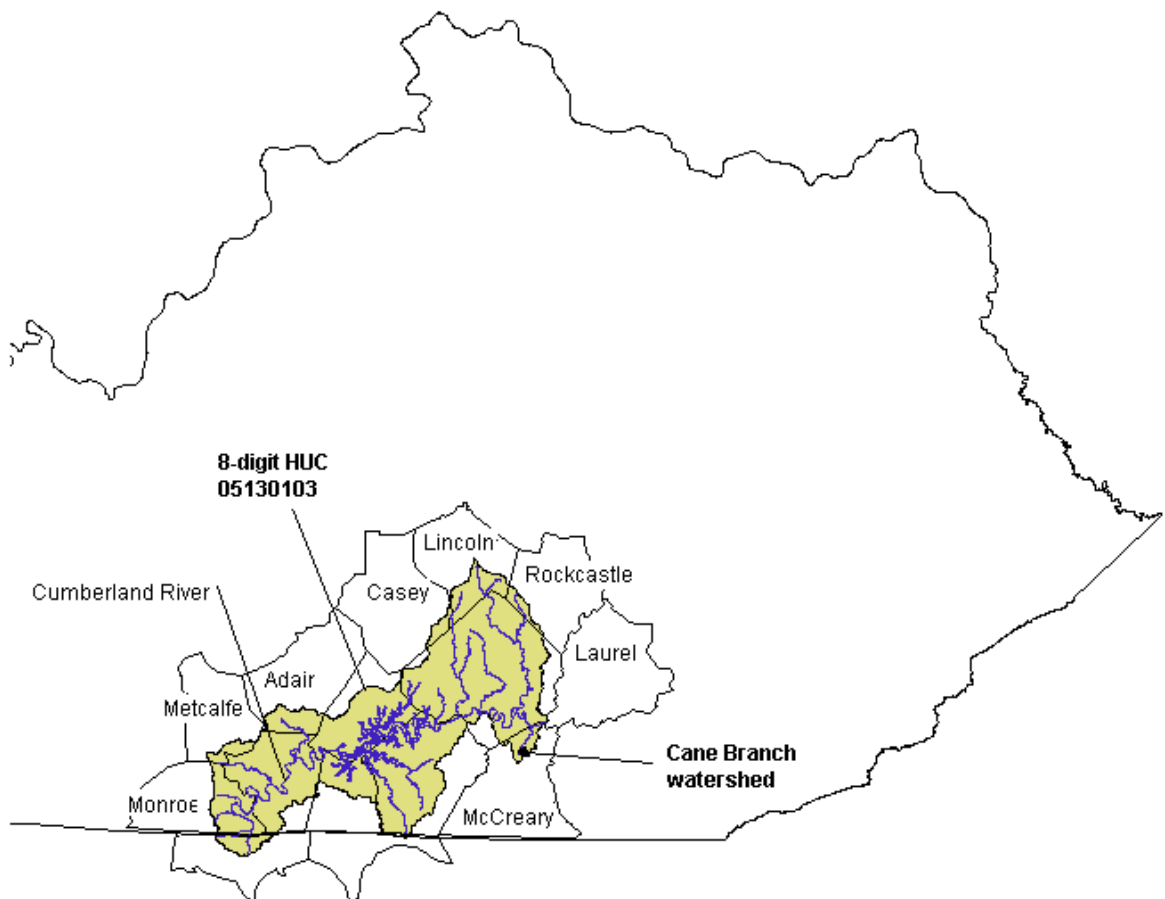 8-digit HUC
05130103
Lincoln
Rockcastle
Casey
Cumberland River
Laurel
Adair
Metcalfe
Cane Branch
watershed
Monroe
McCreary